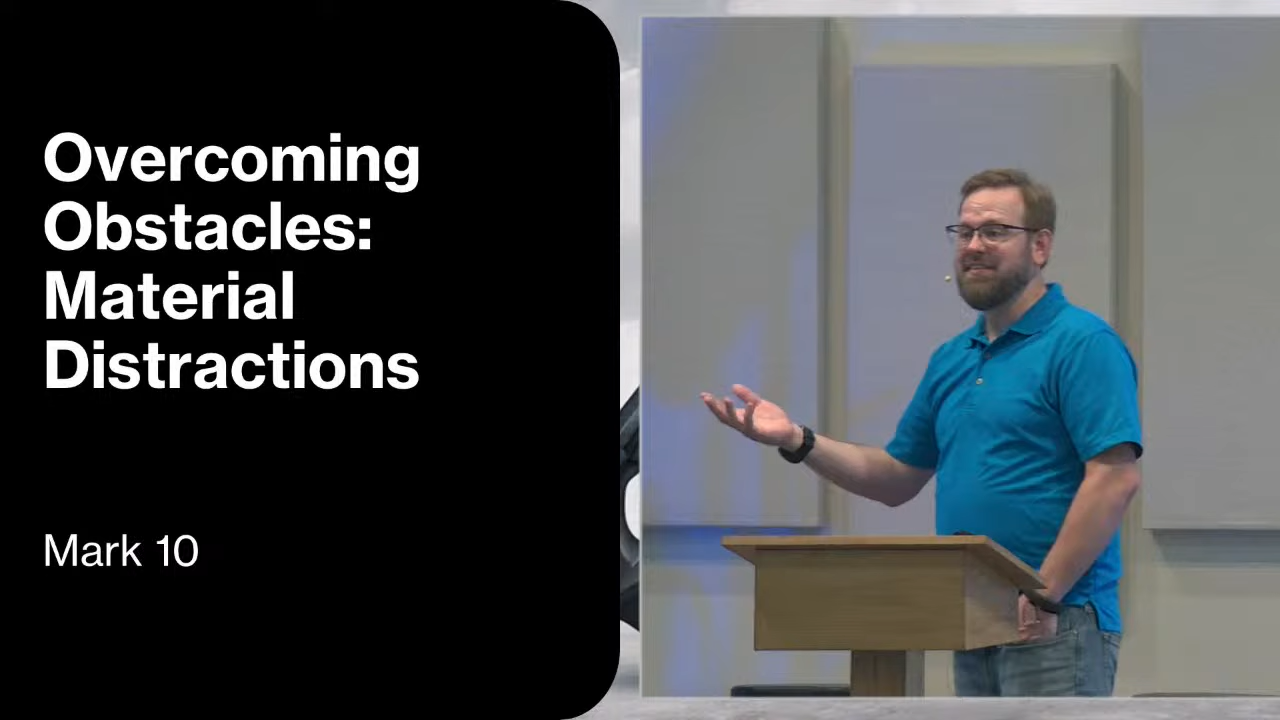 Overcoming
Obstacles:
Material
Distractions
Mark 10